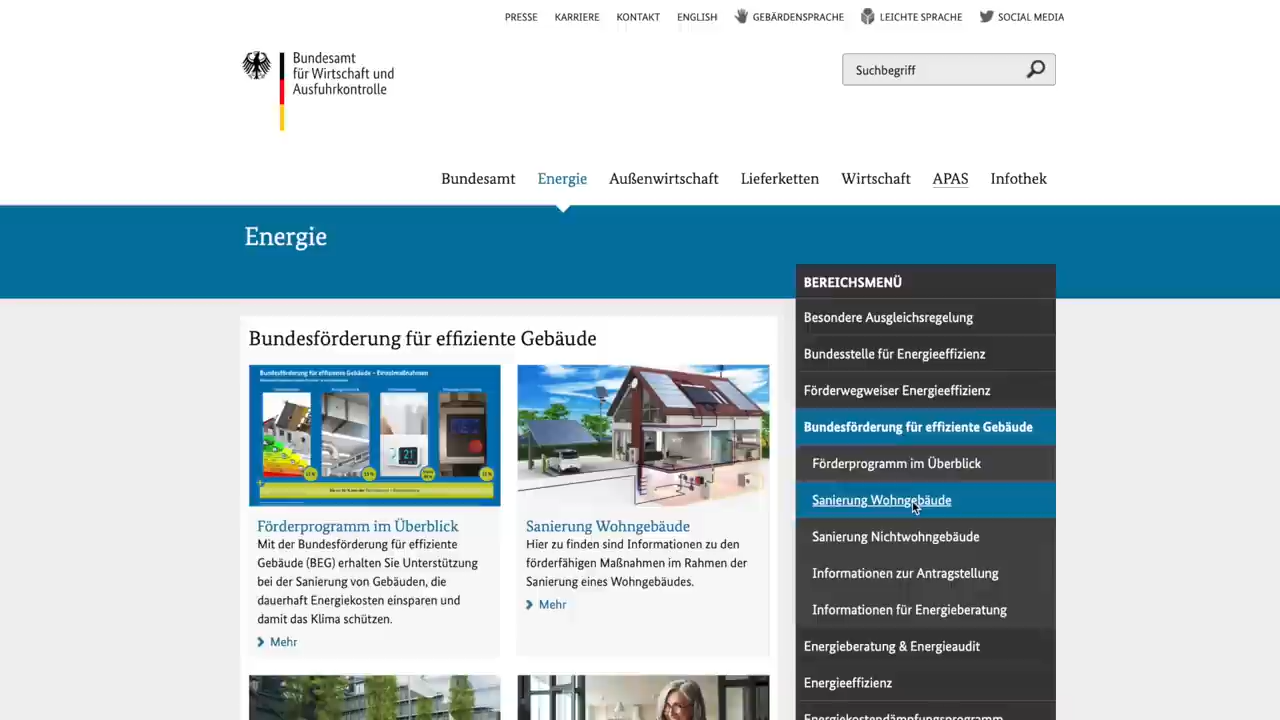 PRESSE KARRIERE KONTAKT ENGLISH GEBÄRDENSPRACHE LEICHTE SPRACHE SOCIAL MEDIA
Bundesamt
für Wirtschaft und
Ausfuhrkontrolle
Suchbegriff
Bundesamt Energie Außenwirtschaft Lieferketten Wirtschaft APAS Infothek
Energie
Bundesförderung für effiziente Gebäude
Bundesförderung für effiziente Gebäude – Einzelmaßnahmen
21
Förderprogramm im Überblick
Mit der Bundesförderung für effiziente
Gebäude (BEG) erhalten Sie Unterstützung
bei der Sanierung von Gebäuden, die
dauerhaft Energiekosten einsparen und
damit das Klima schützen.
Mehr
Sanierung Wohngebäude
Hier zu finden sind Informationen zu den
förderfähigen Maßnahmen im Rahmen der
Sanierung eines Wohngebäudes.
Mehr
BEREICHSMENÜ
Besondere Ausgleichsregelung
Bundesstelle für Energieeffizienz
Förderwegweiser Energieeffizienz
Bundesförderung für effiziente Gebäude
Förderprogramm im Überblick
Sanierung Wohngebäude
Sanierung Nichtwohngebäude
Informationen zur Antragstellung
Informationen für Energieberatung
Energieberatung & Energieaudit
Energieeffizienz
Energiekostendämpfungsprogramm